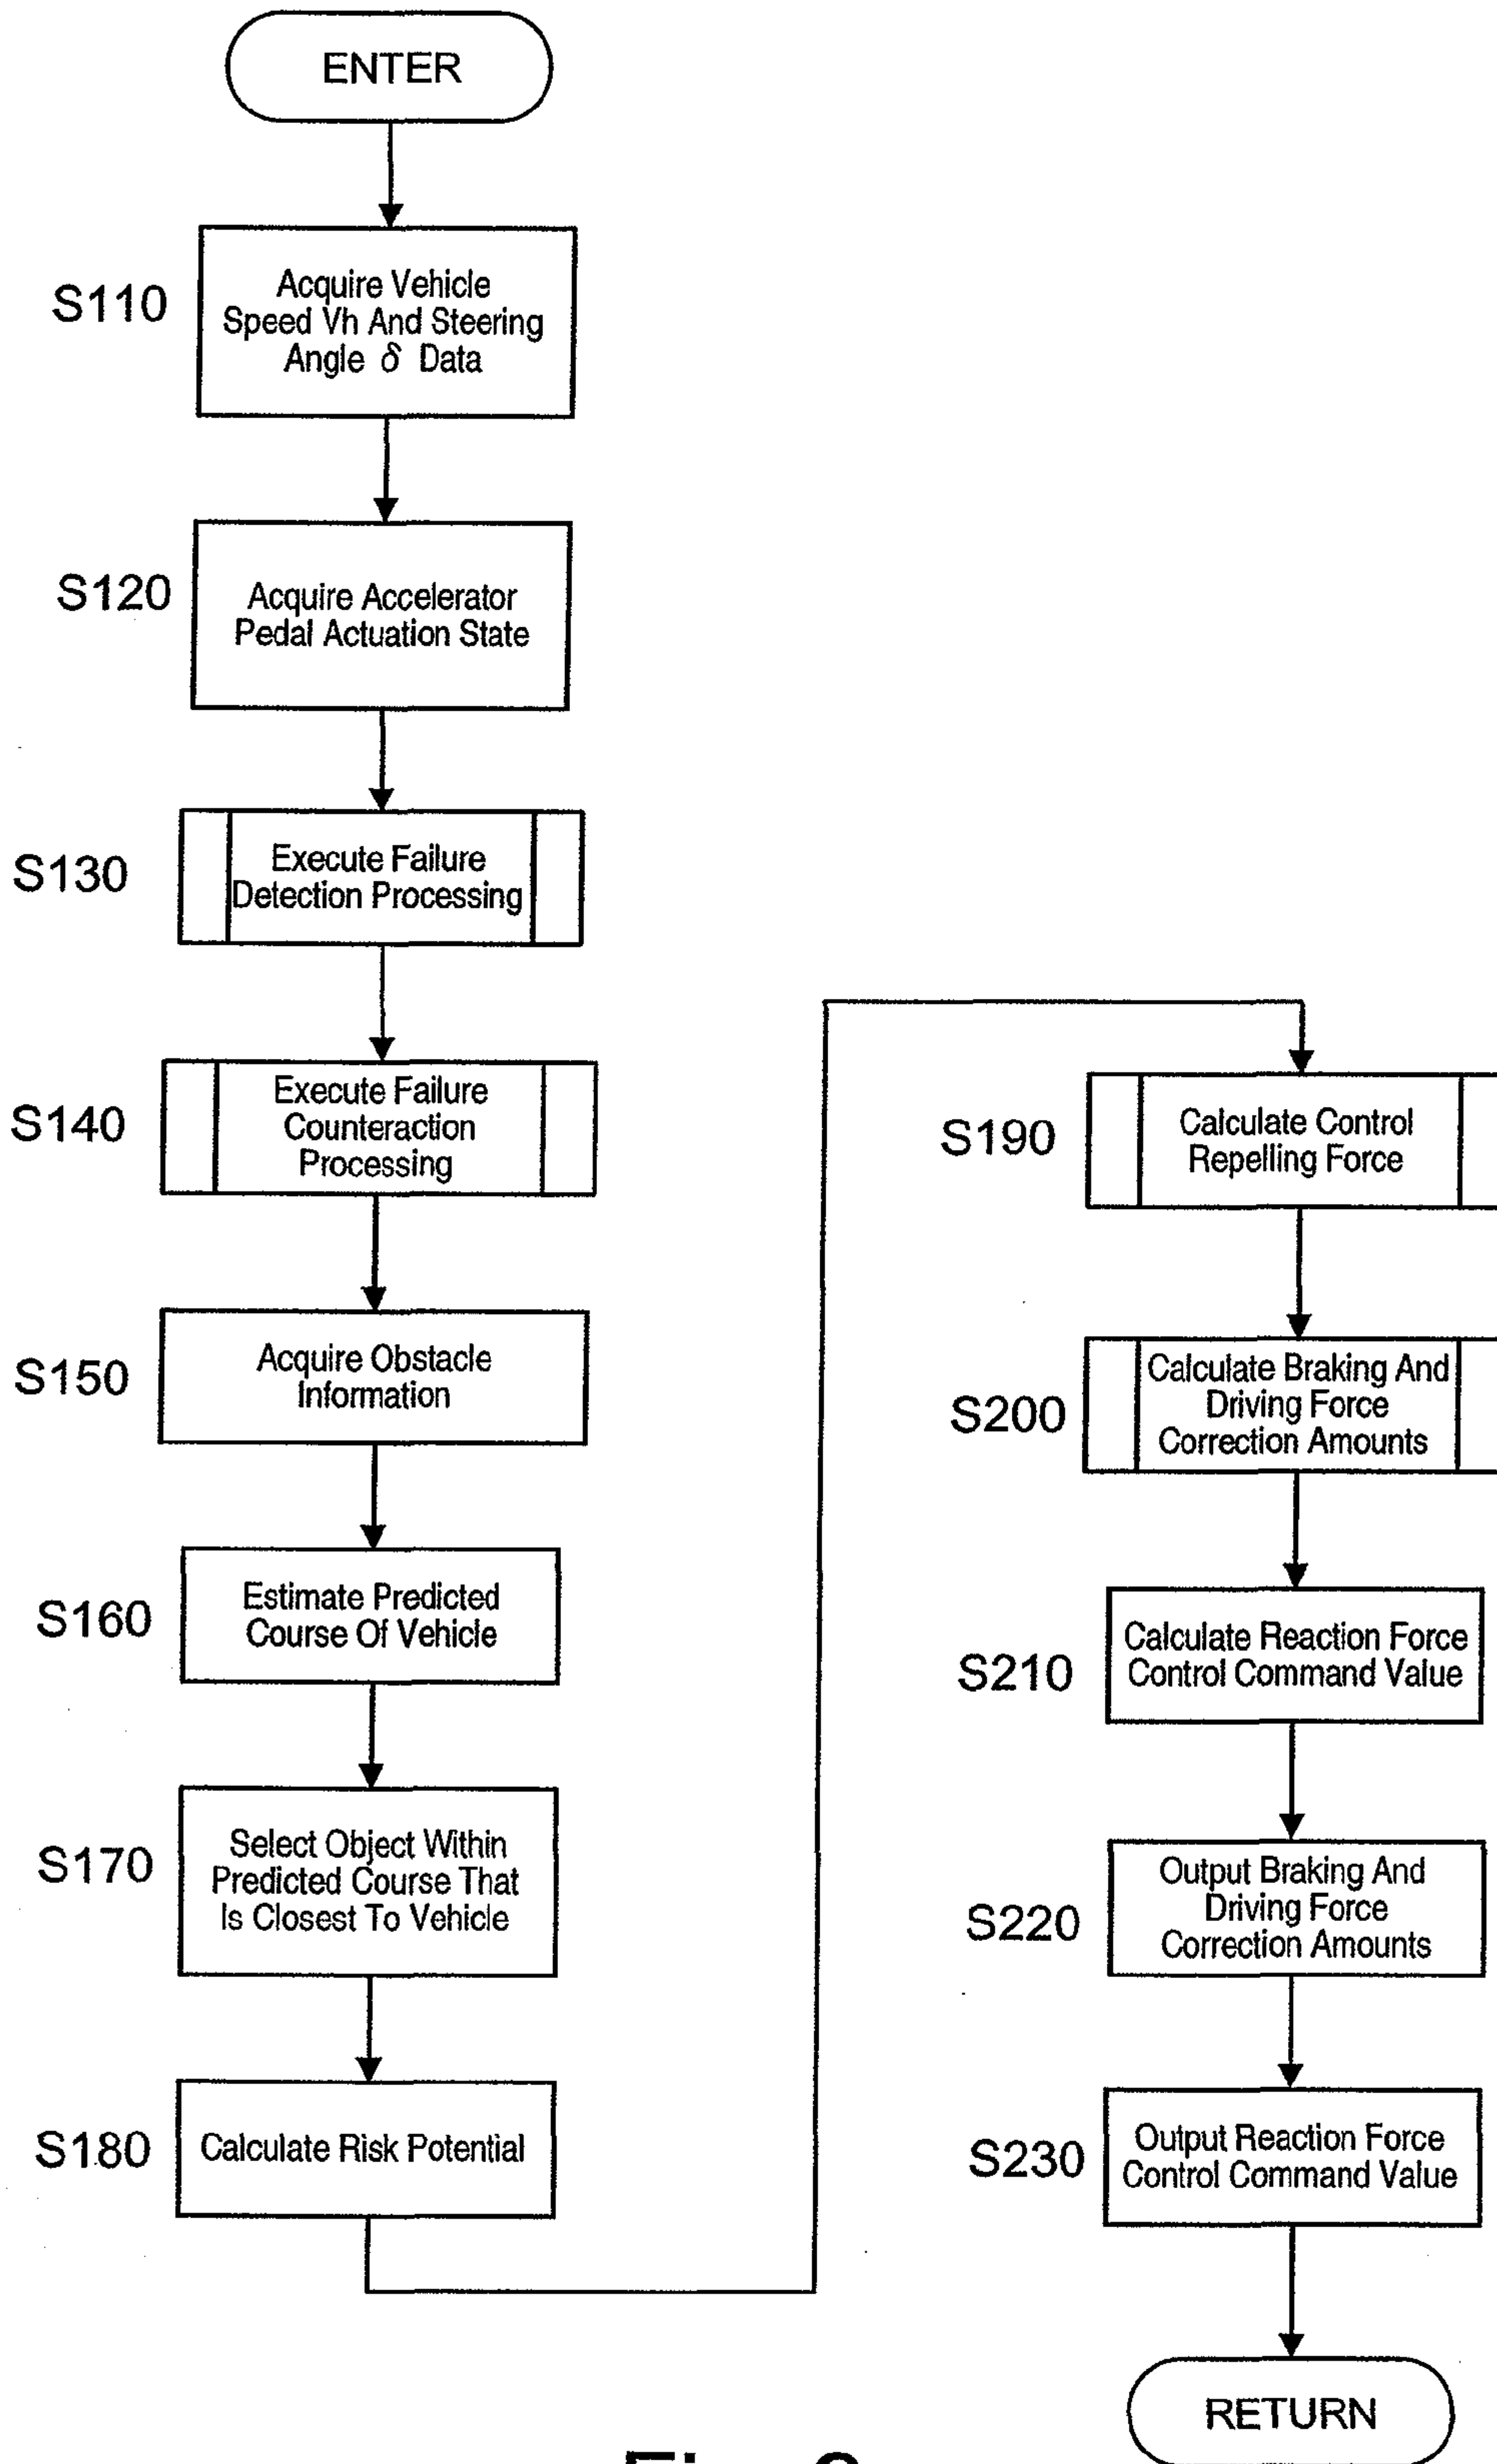 ENTER
S110
Acquire Vehicle
Speed Vh And Steering
Angle δ Data
S120
Acquire Accelerator
Pedal Actuation State
S130
Execute Failure
Detection Processing
S140
Execute Failure
Counteraction
Processing
S150
Acquire Obstacle
Information
S160
Estimate Predicted
Course Of Vehicle
S170
Select Object Within
Predicted Course That
Is Closest To Vehicle
S180
Calculate Risk Potential
S190
Calculate Control
Repelling Force
S200
Calculate Braking And
Driving Force
Correction Amounts
S210
Calculate Reaction Force
Control Command Value
S220
Output Braking And
Driving Force
Correction Amounts
S230
Output Reaction Force
Control Command Value
RETURN